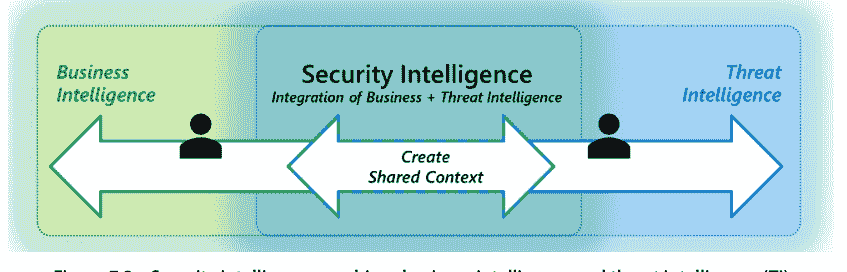 Business
Intelligence
Security Intelligence
Integration of Business + Threat Intelligence
Threat
Intelligence
Create
Shared Context